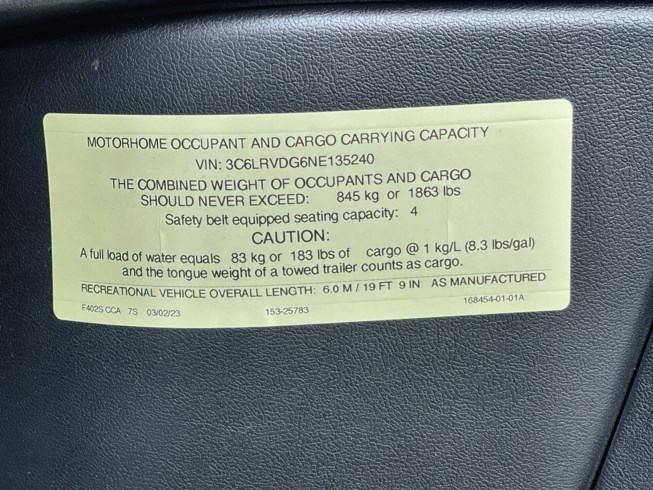 MOTORHOME OCCUPANT AND CARGO CARRYING CAPACITY
VIN: 3C6LRVDG6NE135240
THE COMBINED WEIGHT OF OCCUPANTS AND CARGO
SHOULD NEVER EXCEED: 845 kg or 1863 lbs
Safety belt equipped seating capacity: 4
CAUTION:
A full load of water equals 83 kg or 183 lbs of cargo @ 1 kg/L (8.3 lbs/gal)
and the tongue weight of a towed trailer counts as cargo.
RECREATIONAL VEHICLE OVERALL LENGTH: 6.0 M / 19 FT 9 IN AS MANUFACTURED
F402S CCA 7S 03/02/23 153-25783 168454-01-01A